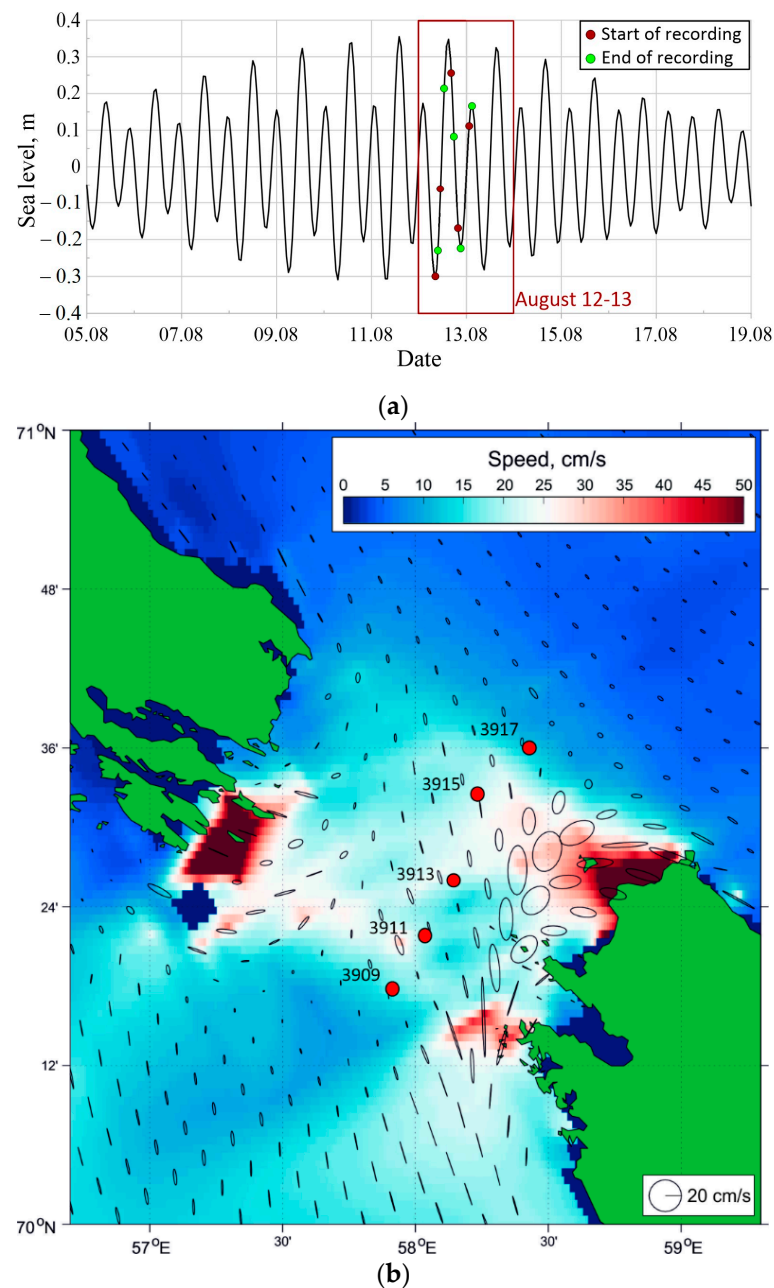 0.4
0.3
0.2
0.1
0
− 0.1
− 0.2
− 0.3
− 0.4
Sea level, m
Start of recording
End of recording
August 12-13
05.08 07.08 09.08 11.08 13.08 15.08 17.08 19.08
Date
(a)
71°N
Speed, cm/s
0 5 10 15 20 25 30 35 40 45 50
48'
3917
36'
3915
3913
24'
3911
3909
12'
20 cm/s
70°N
57°E 30' 58°E 30' 59°E
(b)